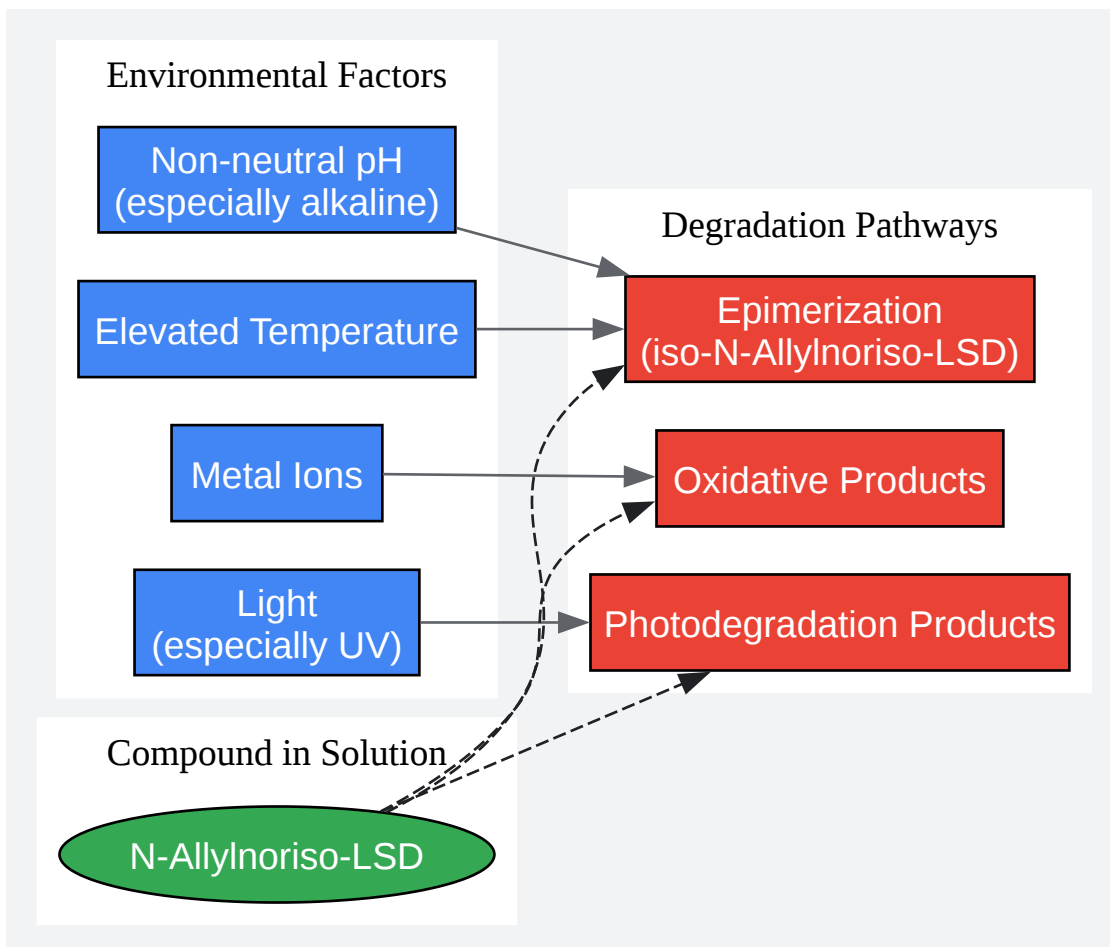 Environmental Factors
Non-neutral pH
(especially alkaline)
Elevated Temperature
Metal Ions
Light
(especially UV)
Degradation Pathways
Epimerization
(iso-N-Allylnoriso-LSD)
Oxidative Products
Photodegradation Products
Compound in Solution
N-Allylnoriso-LSD